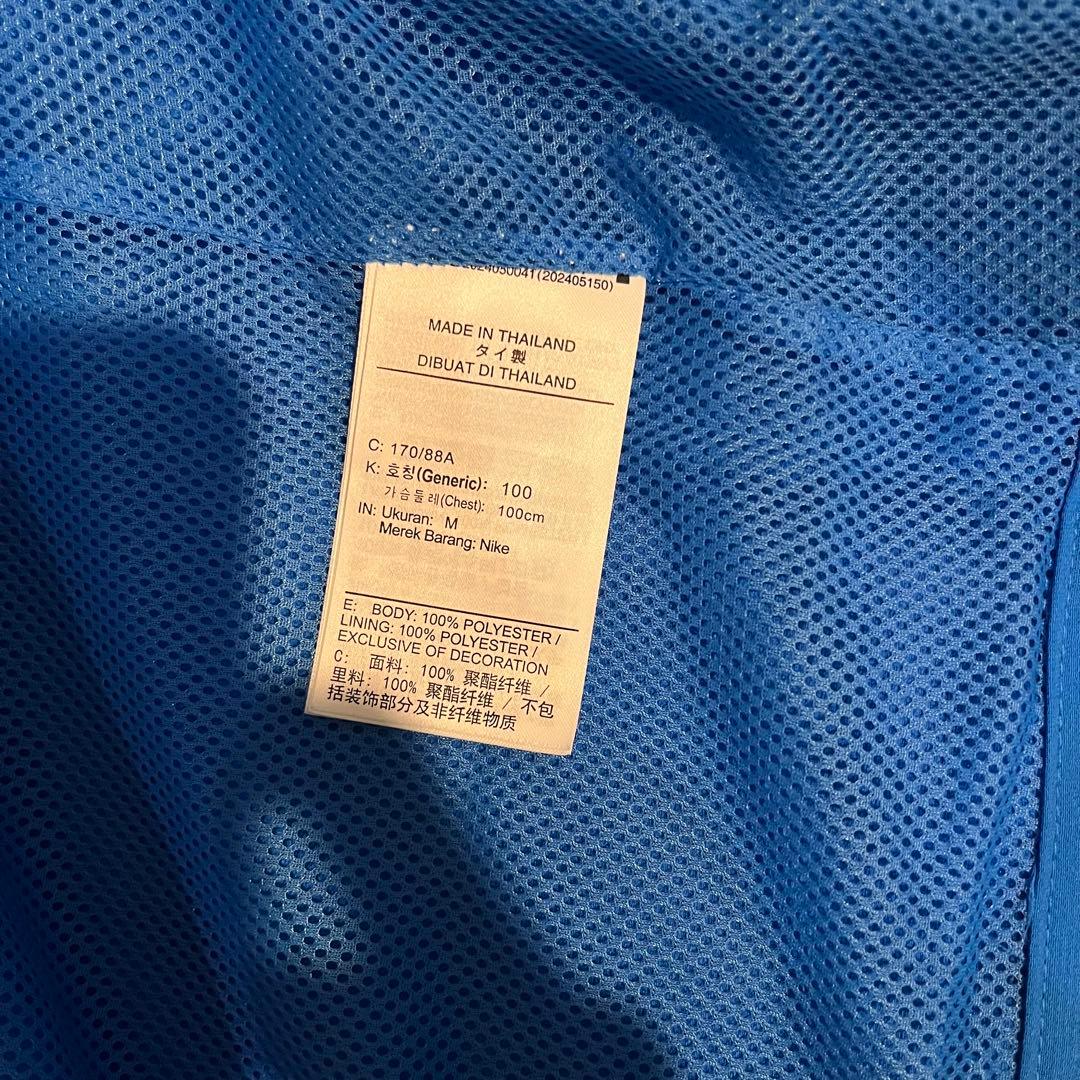 2024050041(202405150)
MADE IN THAILAND
タイ製
DIBUAT DI THAILAND
C: 170/88A
K: 호칭(Generic): 100
가슴둘레(Chest): 100cm
IN: Ukuran: M
Merek Barang: Nike
E: BODY: 100% POLYESTER /
LINING: 100% POLYESTER /
EXCLUSIVE OF DECORATION
C: 面料: 100% 聚酯纤维 /
里料: 100% 聚酯纤维 / 不包
括装饰部分及非纤维物质